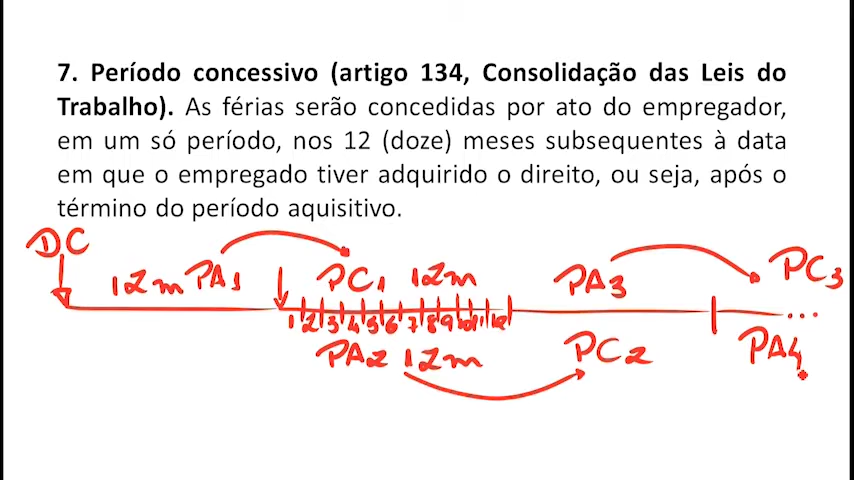 7. Período concessivo (artigo 134, Consolidação das Leis do
Trabalho). As férias serão concedidas por ato do empregador,
em um só período, nos 12 (doze) meses subsequentes à data
em que o empregado tiver adquirido o direito, ou seja, após o
término do período aquisitivo.
DC
12m PA1 PC1 12m PA3 PC3
1 2 3 4 5 6 7 8 9 10 11 12 ...
PA2 12m PC2 PA4